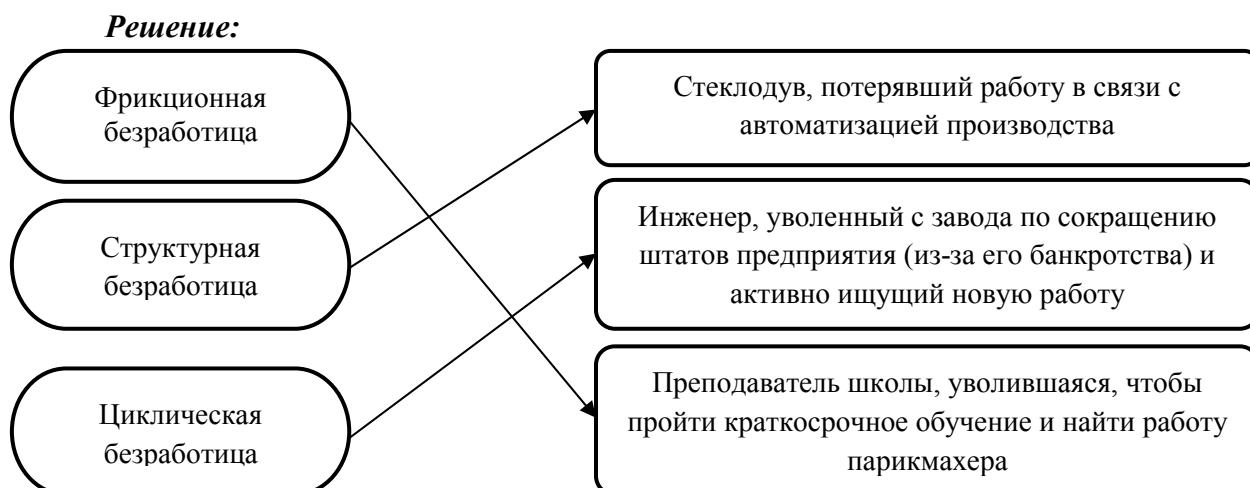 Решение:
Фрикционная
безработица
Стеклодув, потерявший работу в связи с
автоматизацией производства
Структурная
безработица
Инженер, уволенный с завода по сокращению
штатов предприятия (из-за его банкротства) и
активно ищущий новую работу
Циклическая
безработица
Преподаватель школы, уволившаяся, чтобы
пройти краткосрочное обучение и найти работу
парикмахера